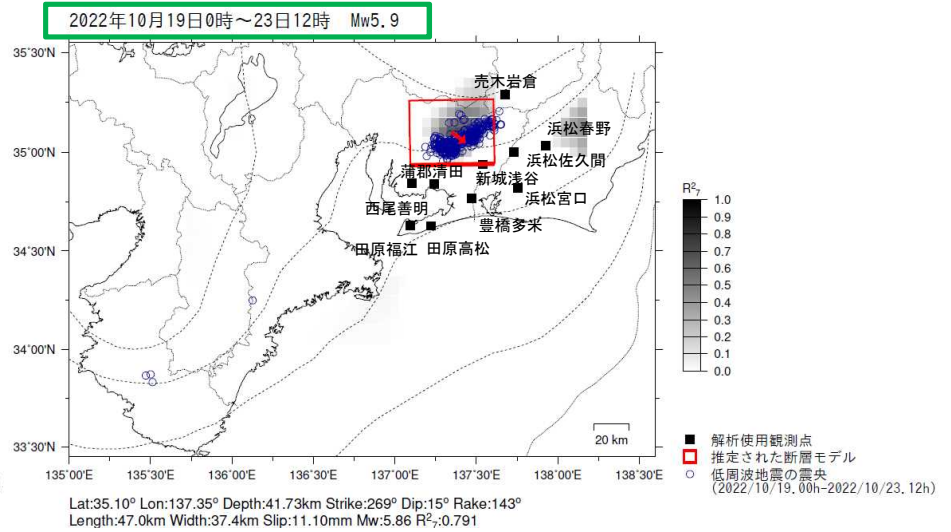 2022年10月19日0時～23日12時 Mw5.9
35°30'N
35°00'N
34°30'N
34°00'N
33°30'N
135°00'E
135°30'E
136°00'E
136°30'E
137°00'E
137°30'E
138°00'E
138°30'E
売木岩倉
浜松春野
浜松佐久間
蒲郡清田
新城浅谷
浜松宮口
西尾善明
豊橋多米
田原福江
田原高松
20 km
R²₇
1.0
0.9
0.8
0.7
0.6
0.5
0.4
0.3
0.2
0.1
0.0
解析使用観測点
推定された断層モデル
低周波地震の震央
(2022/10/19.00h-2022/10/23.12h)
Lat:35.10° Lon:137.35° Depth:41.73km Strike:269° Dip:15° Rake:143°
Length:47.0km Width:37.4km Slip:11.10mm Mw:5.86 R²₇:0.791